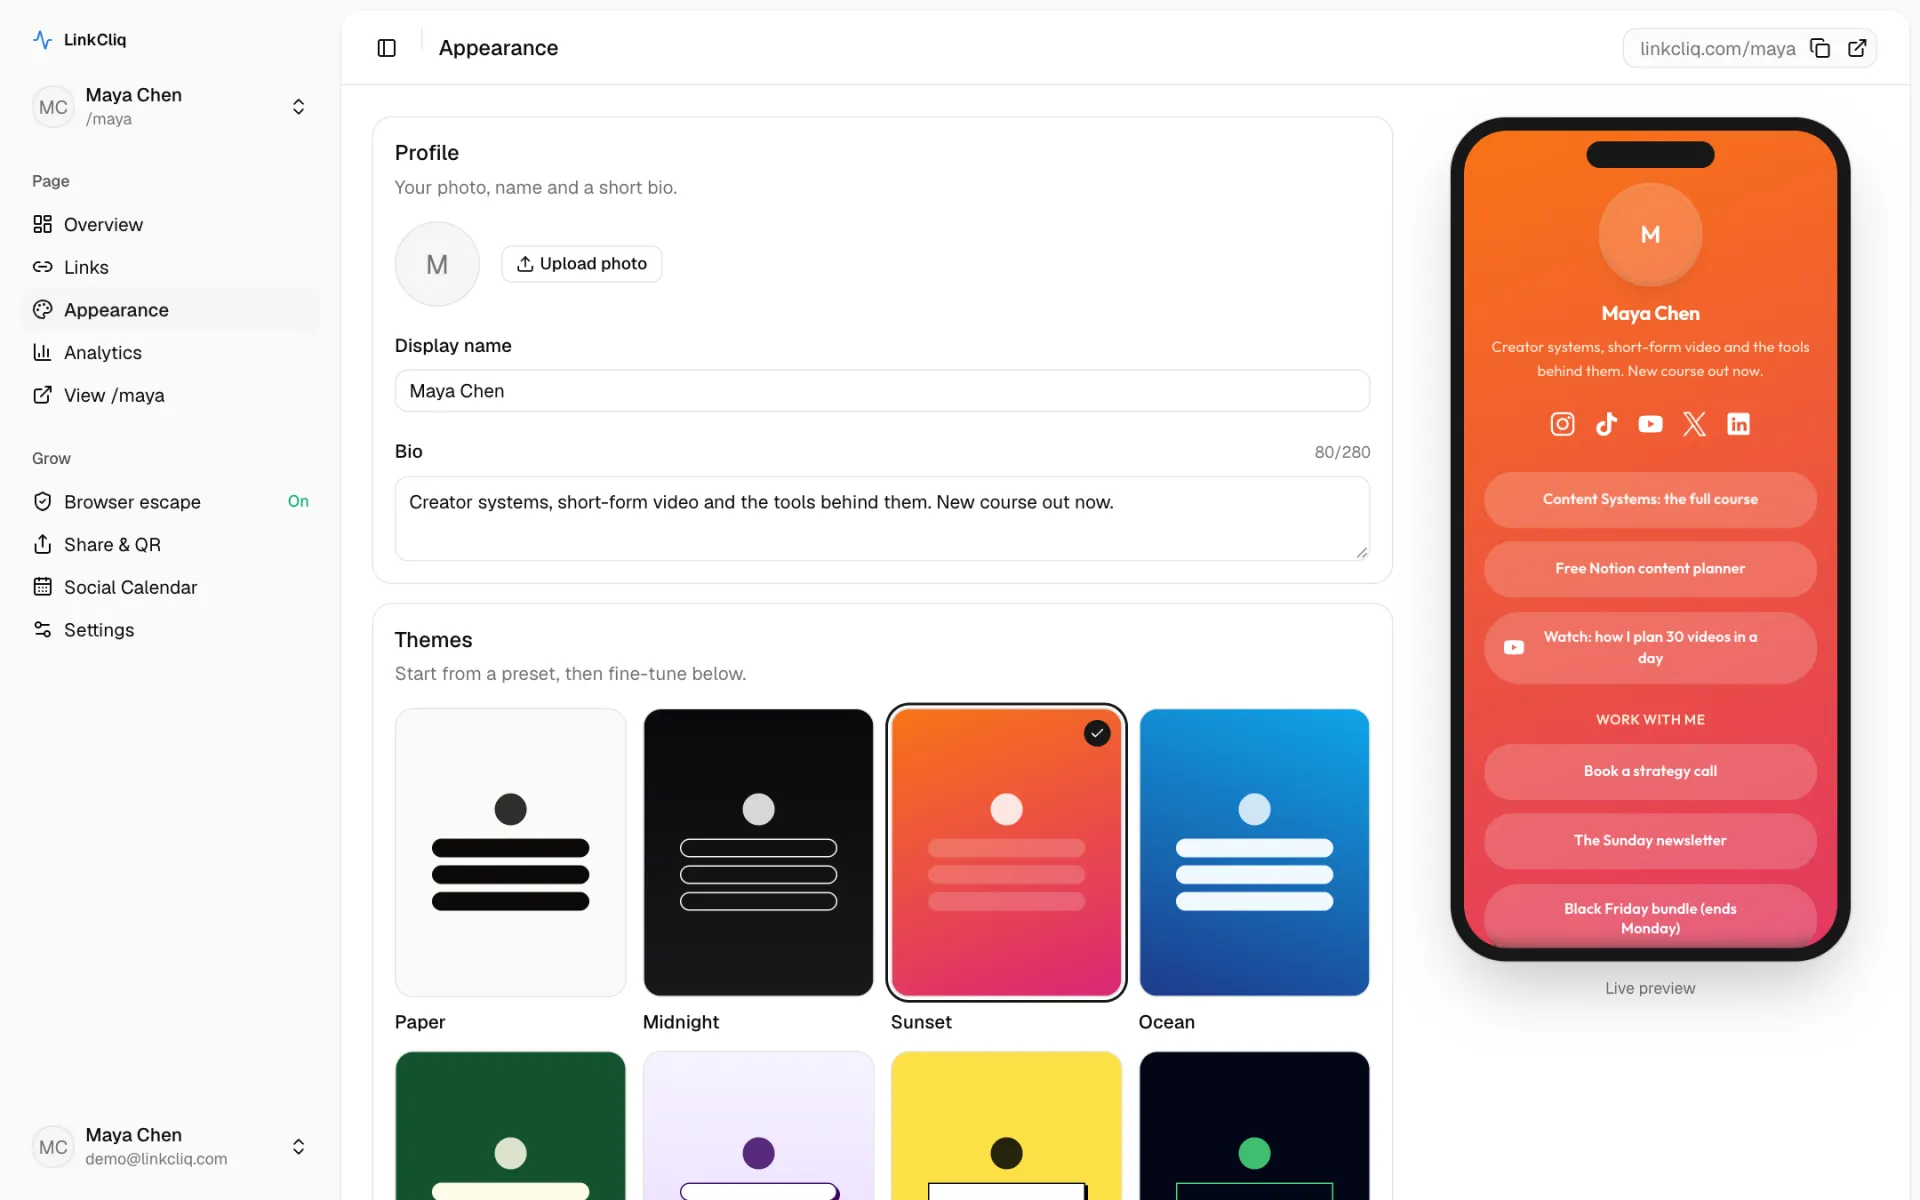 LinkCliq
MC
Maya Chen
/maya
Page
Overview
Links
Appearance
Analytics
View /maya
Grow
Browser escape
On
Share & QR
Social Calendar
Settings
MC
Maya Chen
demo@linkcliq.com
Appearance
linkcliq.com/maya
Profile
Your photo, name and a short bio.
M
Upload photo
Display name
Maya Chen
Bio
80/280
Creator systems, short-form video and the tools behind them. New course out now.
Themes
Start from a preset, then fine-tune below.
Paper
Midnight
Sunset
Ocean
M
Maya Chen
Creator systems, short-form video and the tools
behind them. New course out now.
Content Systems: the full course
Free Notion content planner
Watch: how I plan 30 videos in a
day
WORK WITH ME
Book a strategy call
The Sunday newsletter
Black Friday bundle (ends
Monday)
Live preview